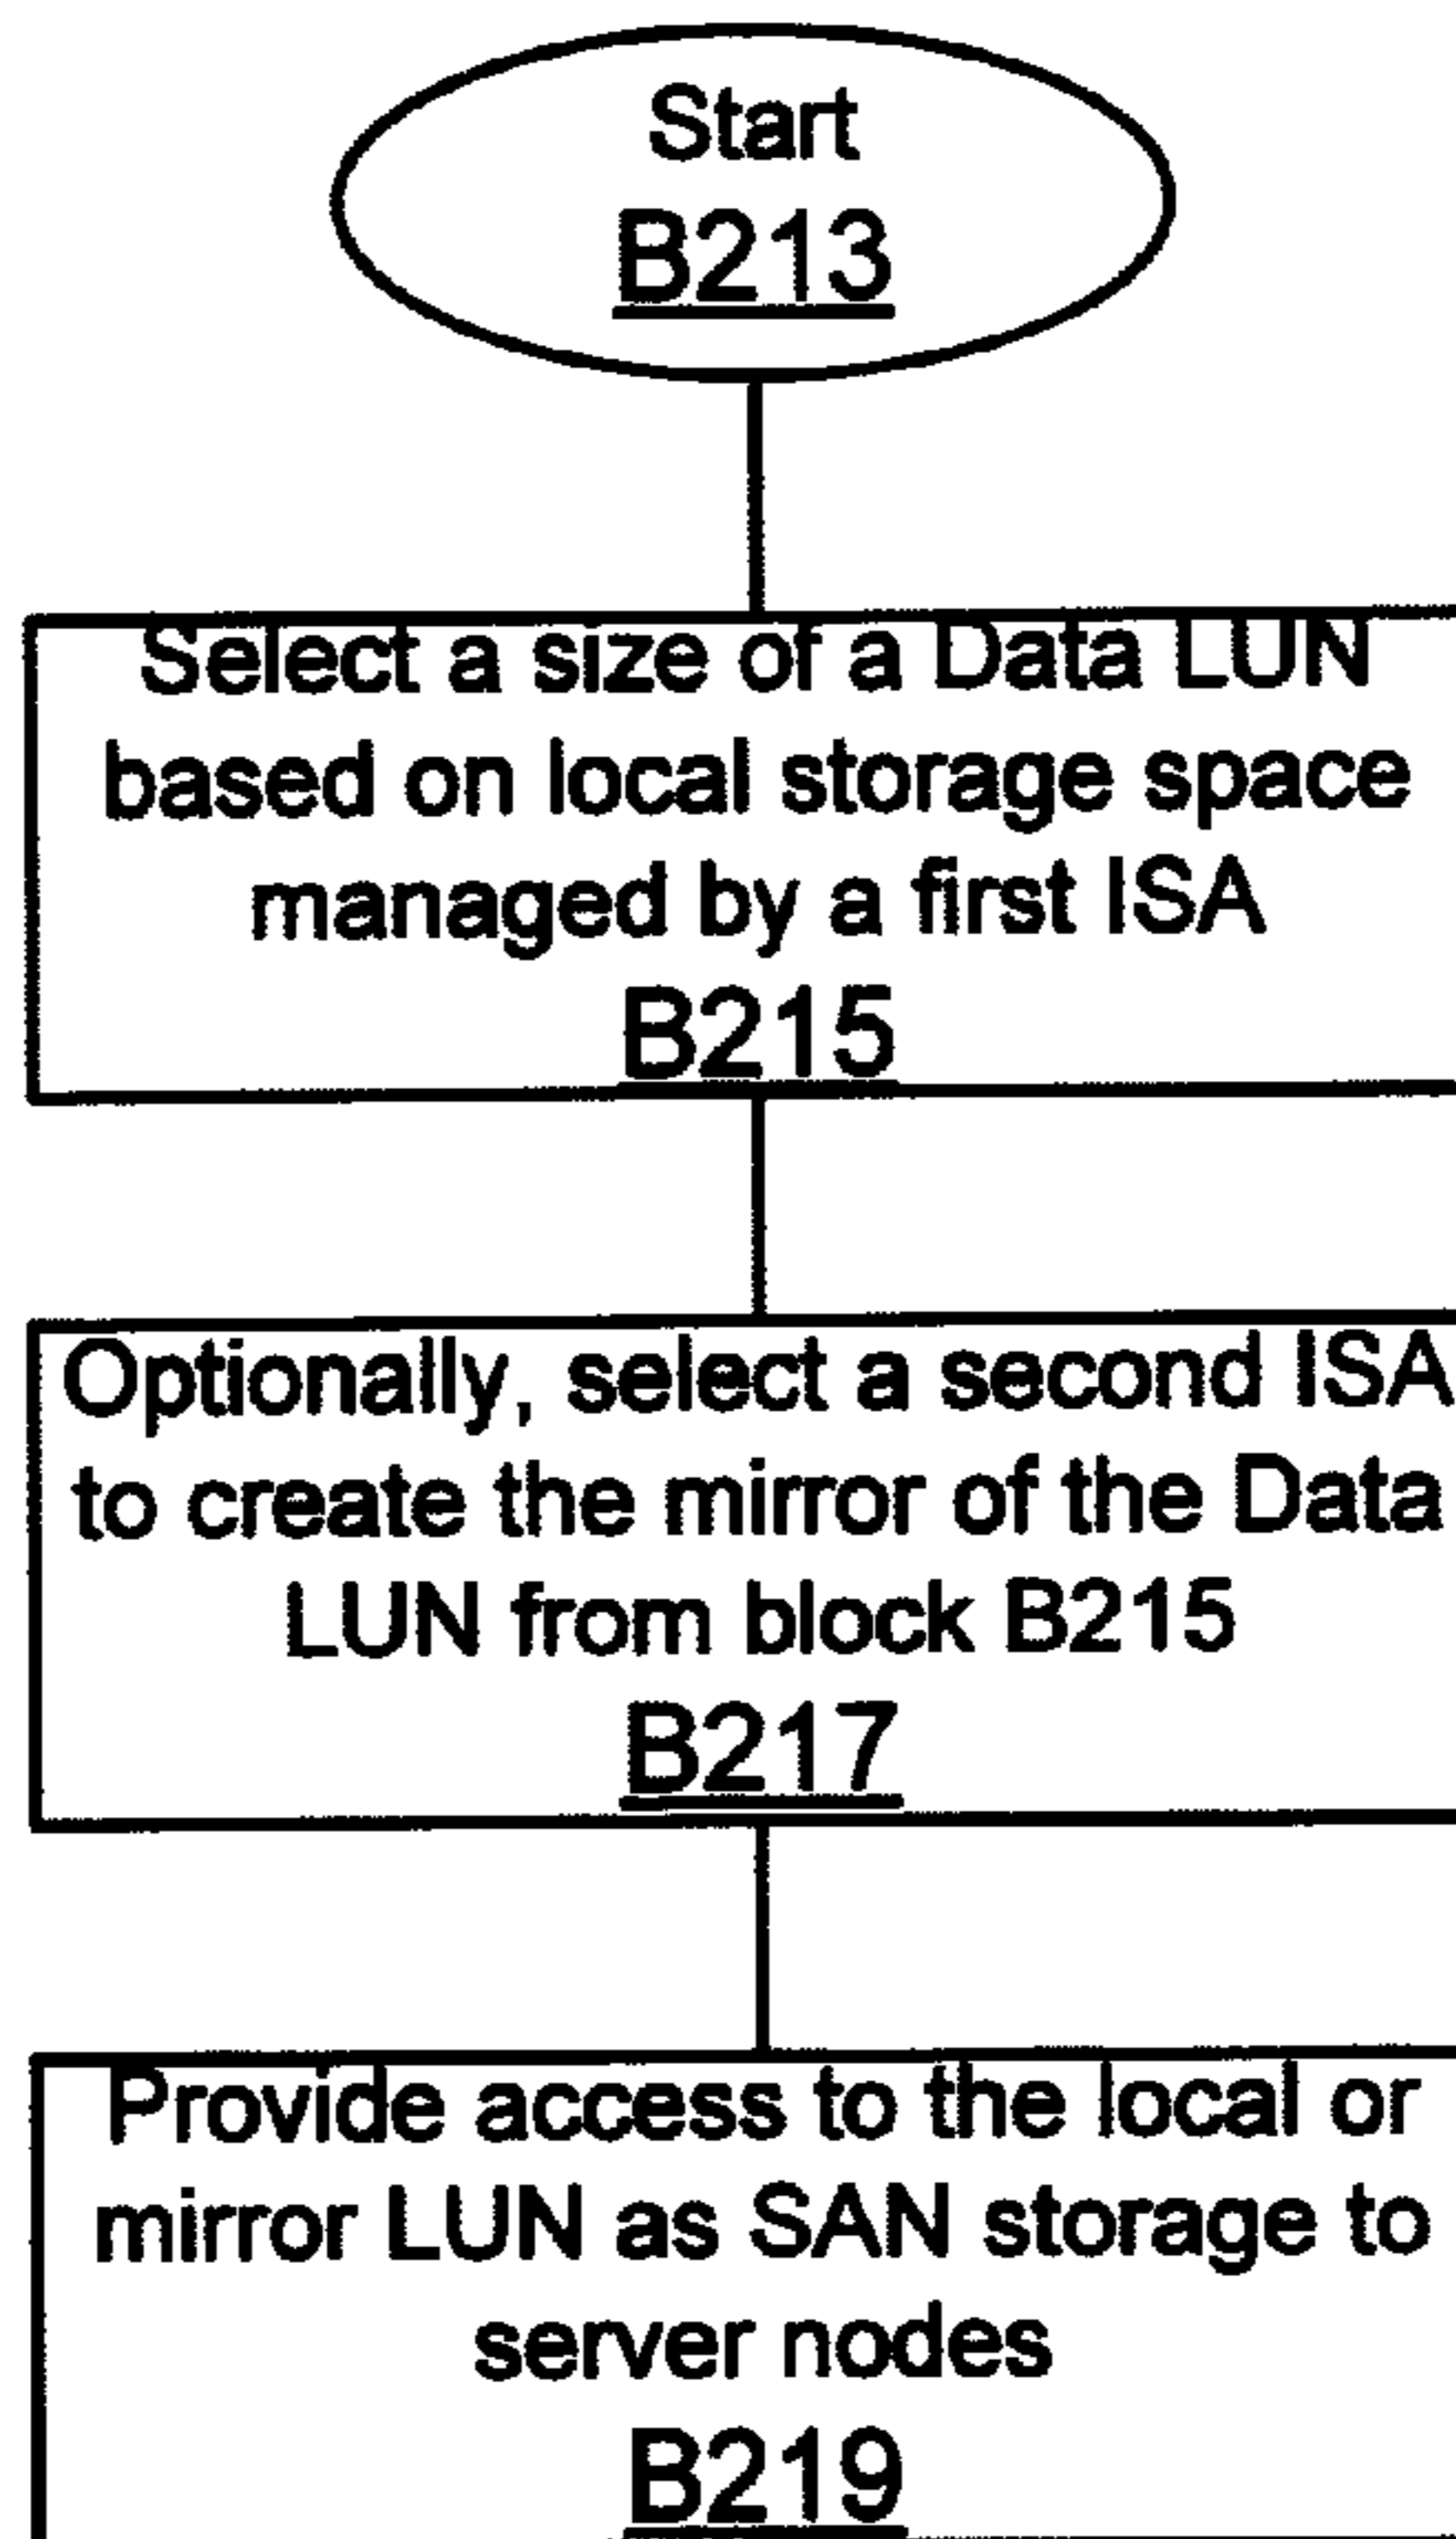 Start
B213
Select a size of a Data LUN
based on local storage space
managed by a first ISA
B215
Optionally, select a second ISA
to create the mirror of the Data
LUN from block B215
B217
Provide access to the local or
mirror LUN as SAN storage to
server nodes
B219